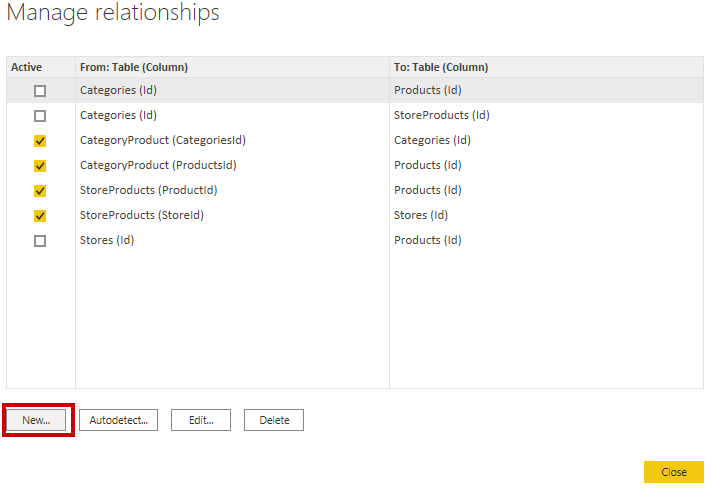 Manage relationships
Active From: Table (Column) To: Table (Column)
Categories (Id) Products (Id)
Categories (Id) StoreProducts (Id)
CategoryProduct (CategoriesId) Categories (Id)
CategoryProduct (ProductsId) Products (Id)
StoreProducts (ProductId) Products (Id)
StoreProducts (StoreId) Stores (Id)
Stores (Id) Products (Id)
New... Autodetect... Edit... Delete
Close